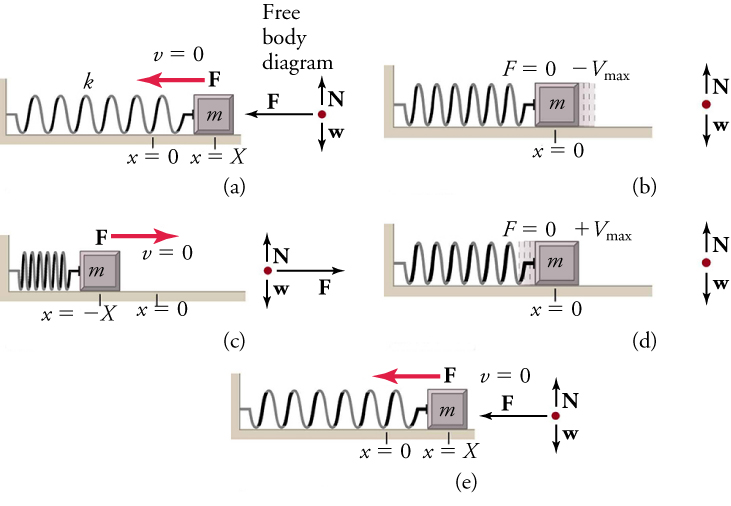 Free
body
diagram
v = 0
F
k
m
x = 0 x = X
F
N
w
(a)
F = 0 − Vmax
m
x = 0
N
w
(b)
F
v = 0
m
x = −X x = 0
N
w
F
(c)
F = 0 + Vmax
m
x = 0
N
w
(d)
F v = 0
m
x = 0 x = X
F
N
w
(e)